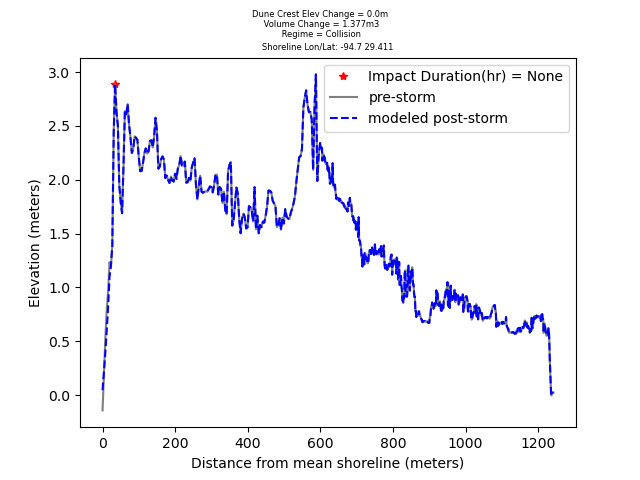 Dune Crest Elev Change = 0.0m
Volume Change = 1.377m3
Regime = Collision
Shoreline Lon/Lat: -94.7 29.411
Impact Duration(hr) = None
pre-storm
modeled post-storm
3.0
2.5
2.0
1.5
1.0
0.5
0.0
Elevation (meters)
0 200 400 600 800 1000 1200
Distance from mean shoreline (meters)